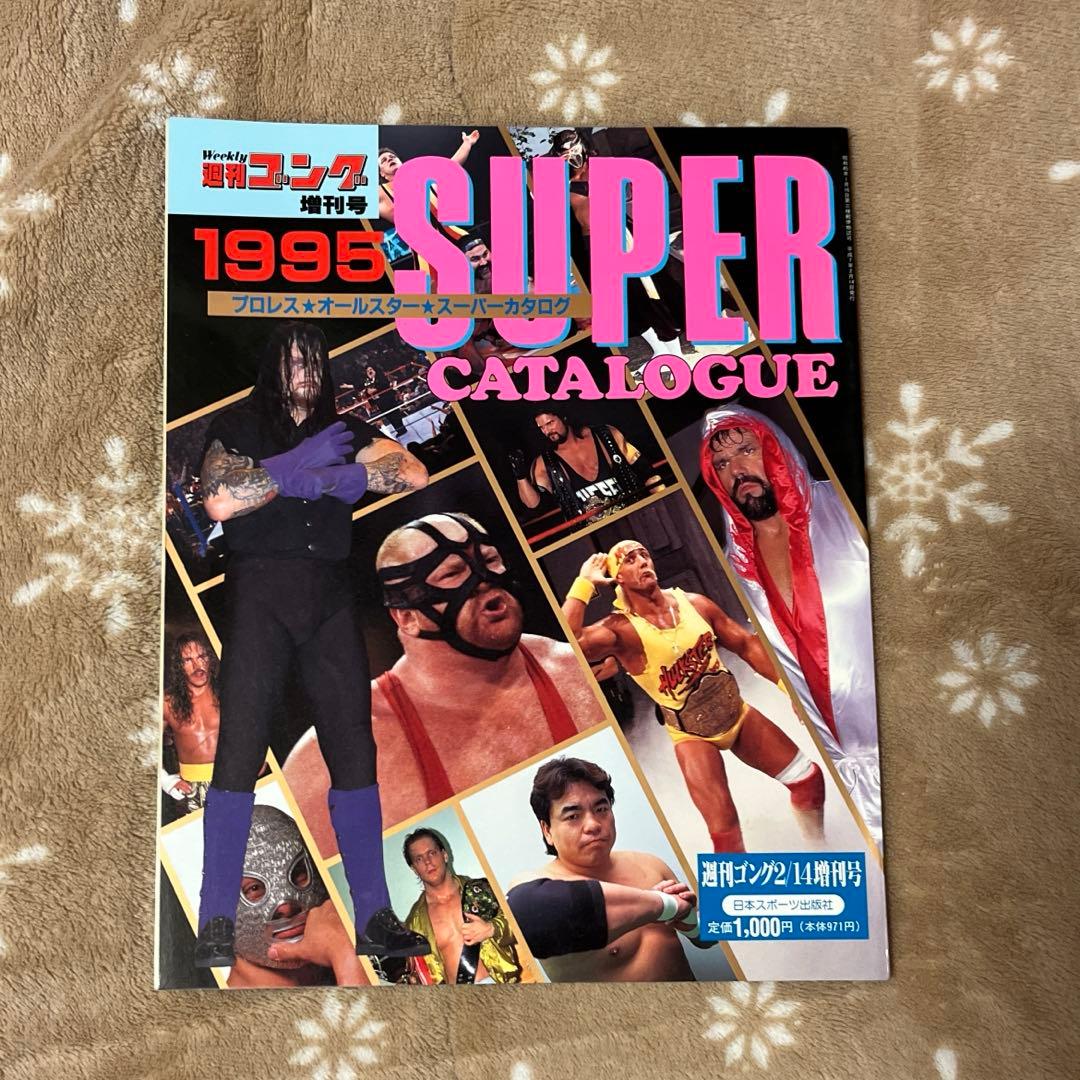 Weekly
週刊ゴング
増刊号
1995
SUPER
プロレス★オールスター★スーパーカタログ
CATALOGUE
HULKSTER
週刊ゴング2/14増刊号
日本スポーツ出版社
定価1,000円（本体971円）